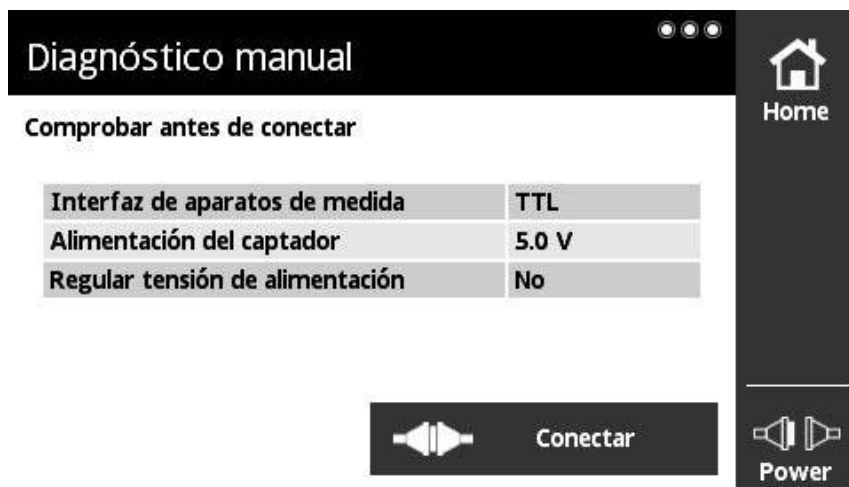 Diagnóstico manual
Home
Comprobar antes de conectar
Interfaz de aparatos de medida TTL
Alimentación del captador 5.0 V
Regular tensión de alimentación No
Conectar
Power